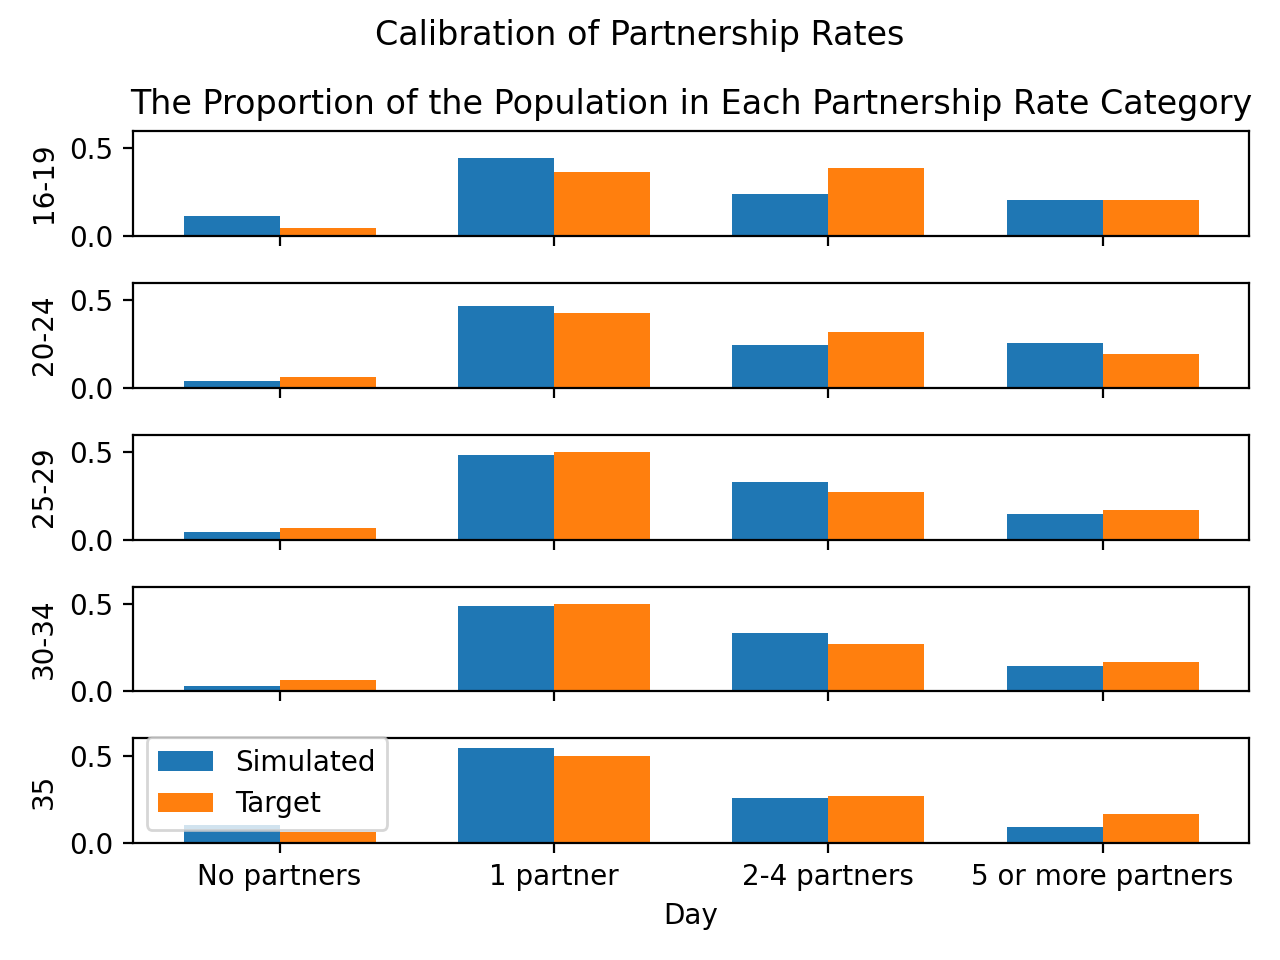 Calibration of Partnership Rates
The Proportion of the Population in Each Partnership Rate Category
0.5
0.0
16-19
0.5
0.0
20-24
0.5
0.0
25-29
0.5
0.0
30-34
0.5
0.0
35
Simulated
Target
No partners
1 partner
2-4 partners
5 or more partners
Day